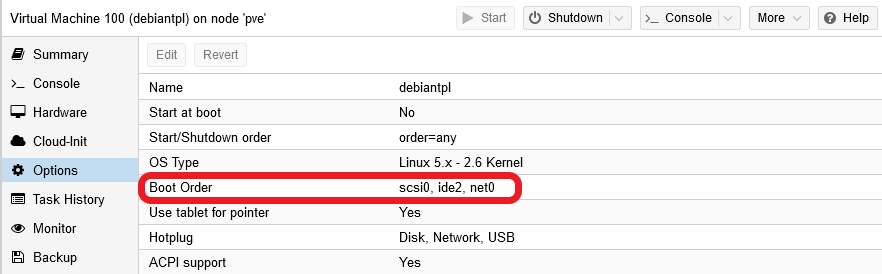 Virtual Machine 100 (debiantpl) on node 'pve' Start Shutdown Console More Help
Summary
Console
Hardware
Cloud-Init
Options
Task History
Monitor
Backup
Edit Revert
Name debiantpl
Start at boot No
Start/Shutdown order order=any
OS Type Linux 5.x - 2.6 Kernel
Boot Order scsi0, ide2, net0
Use tablet for pointer Yes
Hotplug Disk, Network, USB
ACPI support Yes